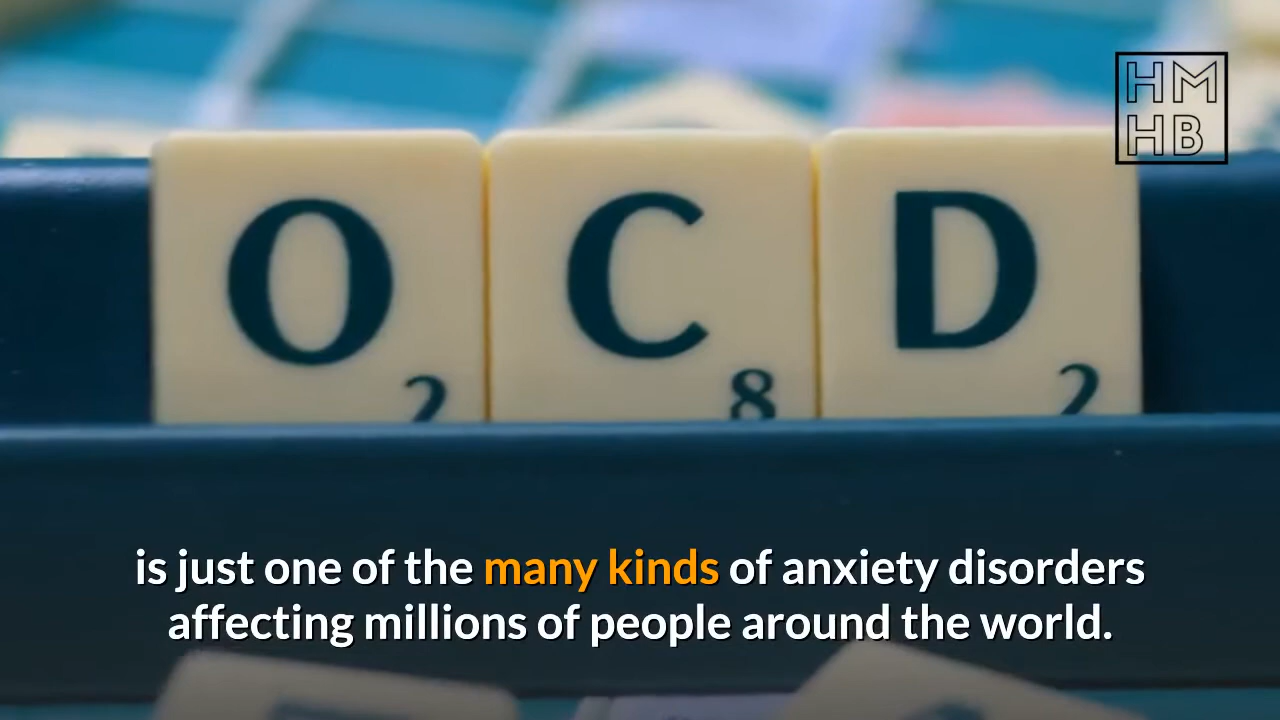 HM
HB
O C D
2 8 2
is just one of the many kinds of anxiety disorders
affecting millions of people around the world.